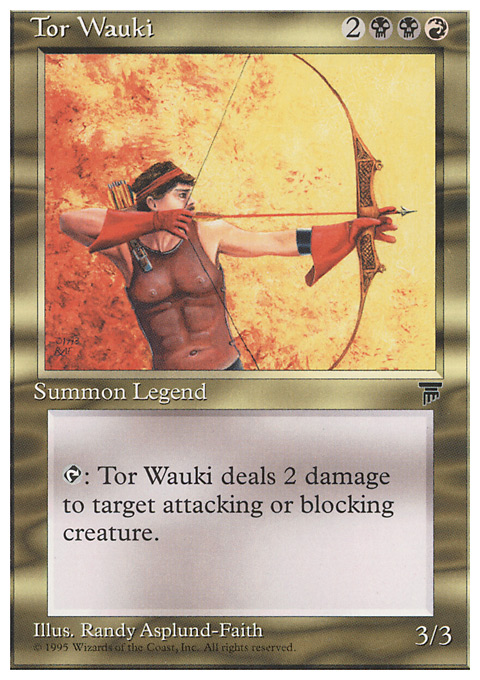 Tor Wauki 2
Summon Legend
: Tor Wauki deals 2 damage
to target attacking or blocking
creature.
Illus. Randy Asplund-Faith
3/3
© 1995 Wizards of the Coast, Inc. All rights reserved.